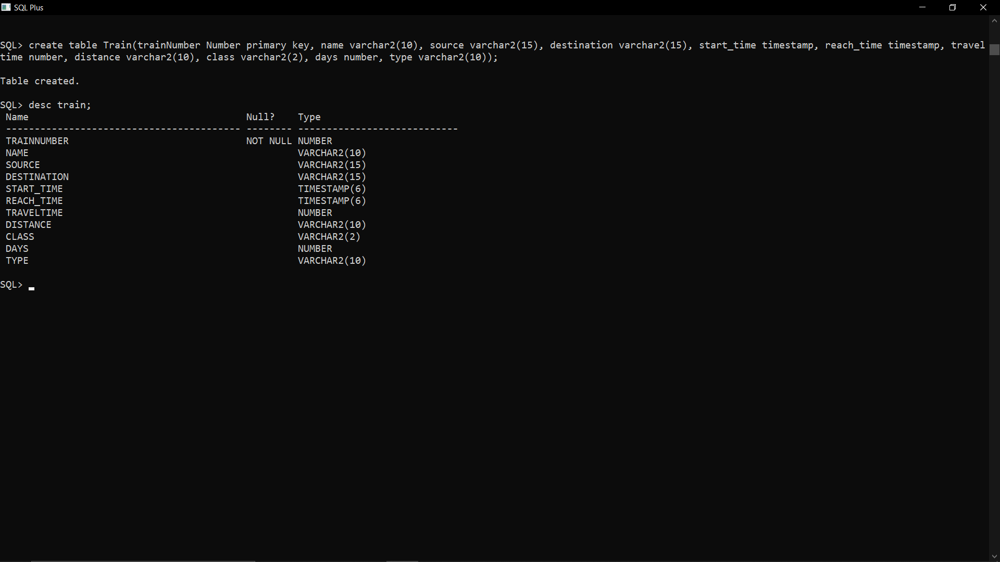 SQL Plus
SQL> create table Train(trainNumber Number primary key, name varchar2(10), source varchar2(15), destination varchar2(15), start_time timestamp, reach_time timestamp, travel
time number, distance varchar2(10), class varchar2(2), days number, type varchar2(10));
Table created.
SQL> desc train;
Name Null? Type
----------------------------------------- -------- ----------------------------
TRAINNUMBER NOT NULL NUMBER
NAME VARCHAR2(10)
SOURCE VARCHAR2(15)
DESTINATION VARCHAR2(15)
START_TIME TIMESTAMP(6)
REACH_TIME TIMESTAMP(6)
TRAVELTIME NUMBER
DISTANCE VARCHAR2(10)
CLASS VARCHAR2(2)
DAYS NUMBER
TYPE VARCHAR2(10)
SQL>